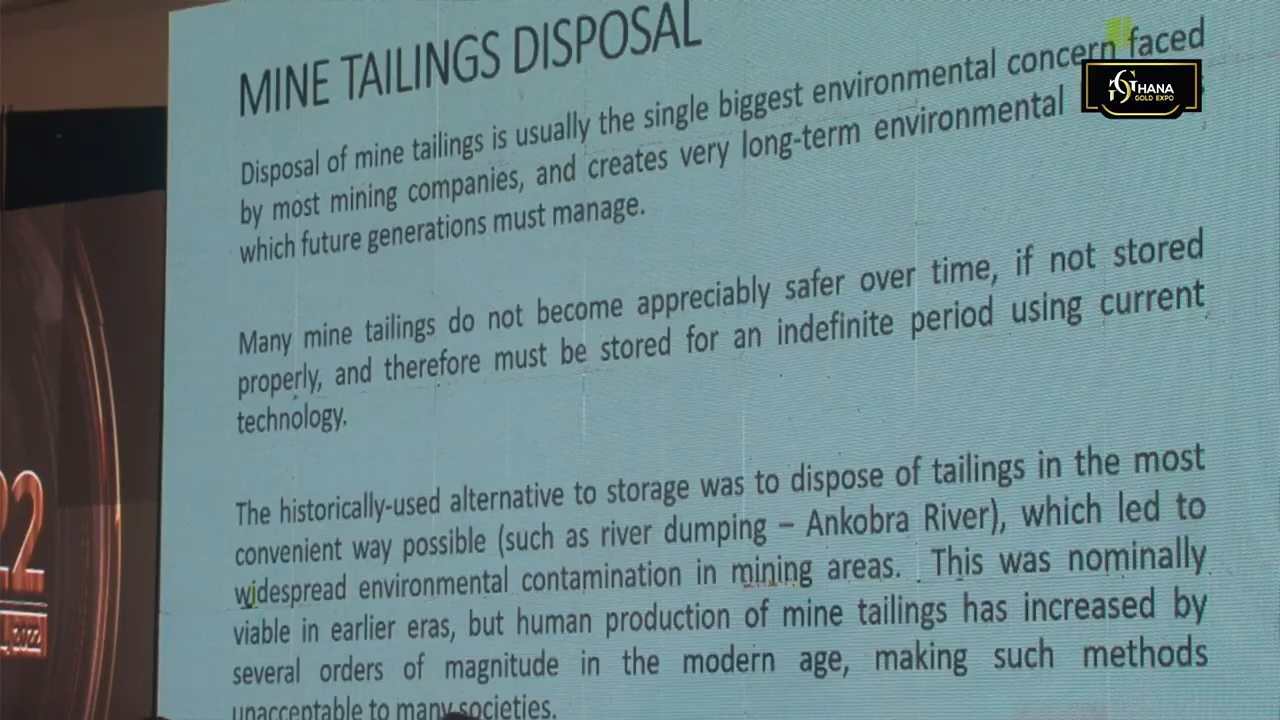 MINE TAILINGS DISPOSAL
Disposal of mine tailings is usually the single biggest environmental concern faced
by most mining companies, and creates very long-term environmental
which future generations must manage.
Many mine tailings do not become appreciably safer over time, if not stored
properly, and therefore must be stored for an indefinite period using current
technology.
The historically-used alternative to storage was to dispose of tailings in the most
convenient way possible (such as river dumping – Ankobra River), which led to
widespread environmental contamination in mining areas. This was nominally
viable in earlier eras, but human production of mine tailings has increased by
several orders of magnitude in the modern age, making such methods
unacceptable to many societies.
GHANA
GOLD EXPO
22
2022